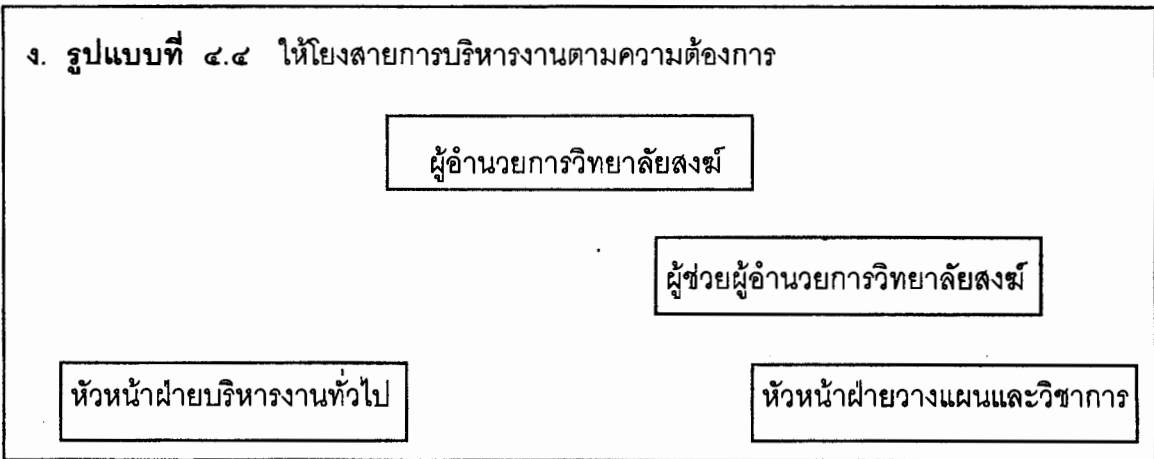 ง. รูปแบบที่ ๔.๔ ให้โยงสายการบริหารงานตามความต้องการ
ผู้อำนวยการวิทยาลัยสงฆ์
ผู้ช่วยผู้อำนวยการวิทยาลัยสงฆ์
หัวหน้าฝ่ายบริหารงานทั่วไป
หัวหน้าฝ่ายวางแผนและวิชาการ